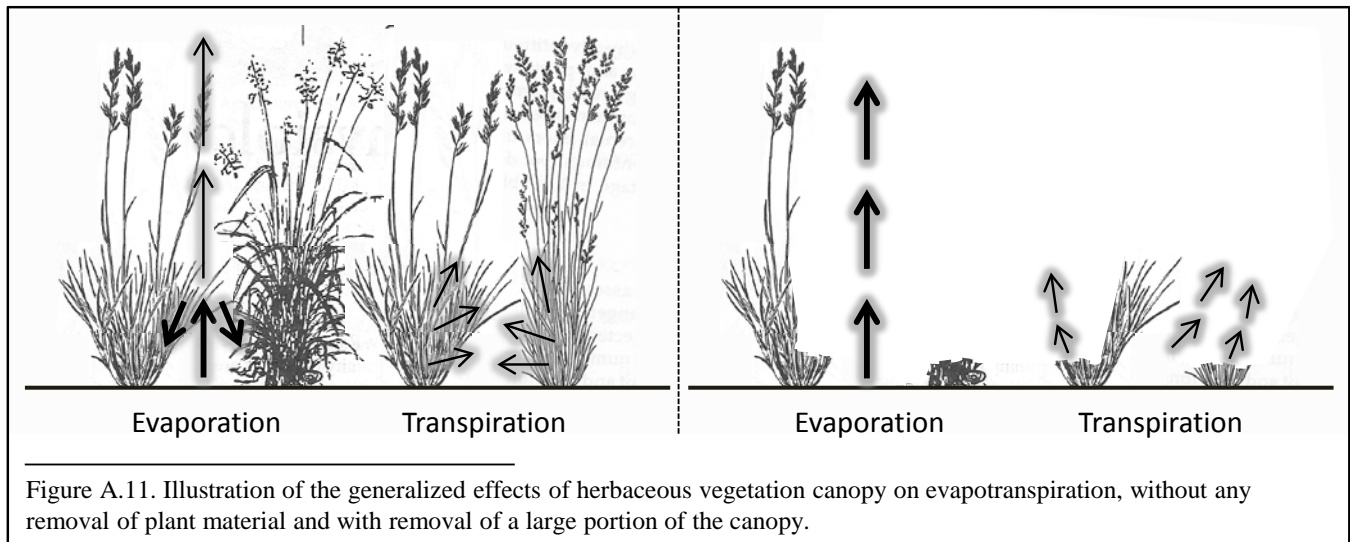 Evaporation Transpiration Evaporation Transpiration
Figure A.11. Illustration of the generalized effects of herbaceous vegetation canopy on evapotranspiration, without any
removal of plant material and with removal of a large portion of the canopy.